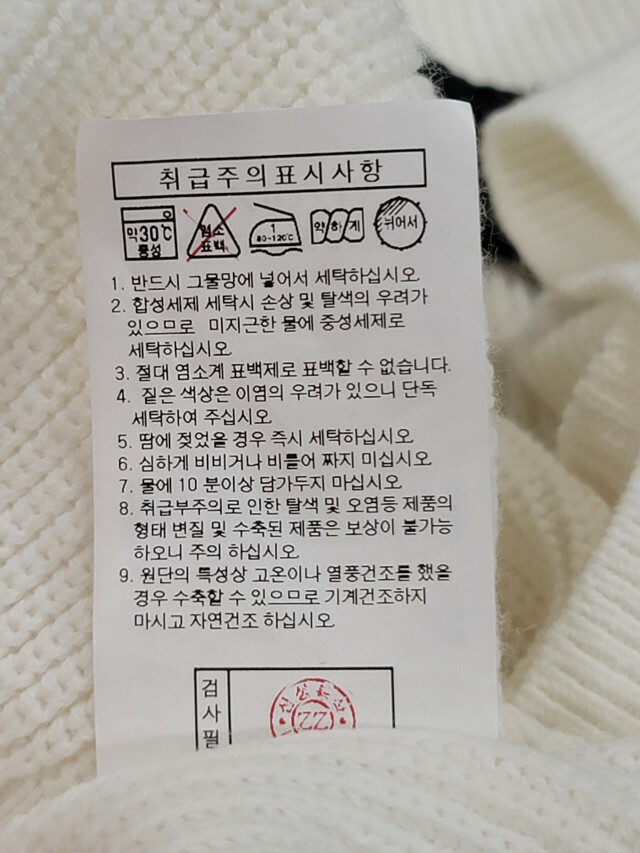 취급주의표시사항
약30℃
중성
염소
표백
1
80~120℃
약하게
뉘어서
1. 반드시 그물망에 넣어서 세탁하십시오.
2. 합성세제 세탁시 손상 및 탈색의 우려가
있으므로 미지근한 물에 중성세제로
세탁하십시오.
3. 절대 염소계 표백제로 표백할 수 없습니다.
4. 짙은 색상은 이염의 우려가 있으니 단독
세탁하여 주십시오.
5. 땀에 젖었을 경우 즉시 세탁하십시오.
6. 심하게 비비거나 비틀어 짜지 미십시오.
7. 물에 10 분이상 담가두지 마십시오.
8. 취급부주의로 인한 탈색 및 오염등 제품의
형태 변질 및 수축된 제품은 보상이 불가능
하오니 주의 하십시오.
9. 원단의 특성상 고온이나 열풍건조를 했을
경우 수축할 수 있으므로 기계건조하지
마시고 자연건조 하십시오.
검사필
ZZ